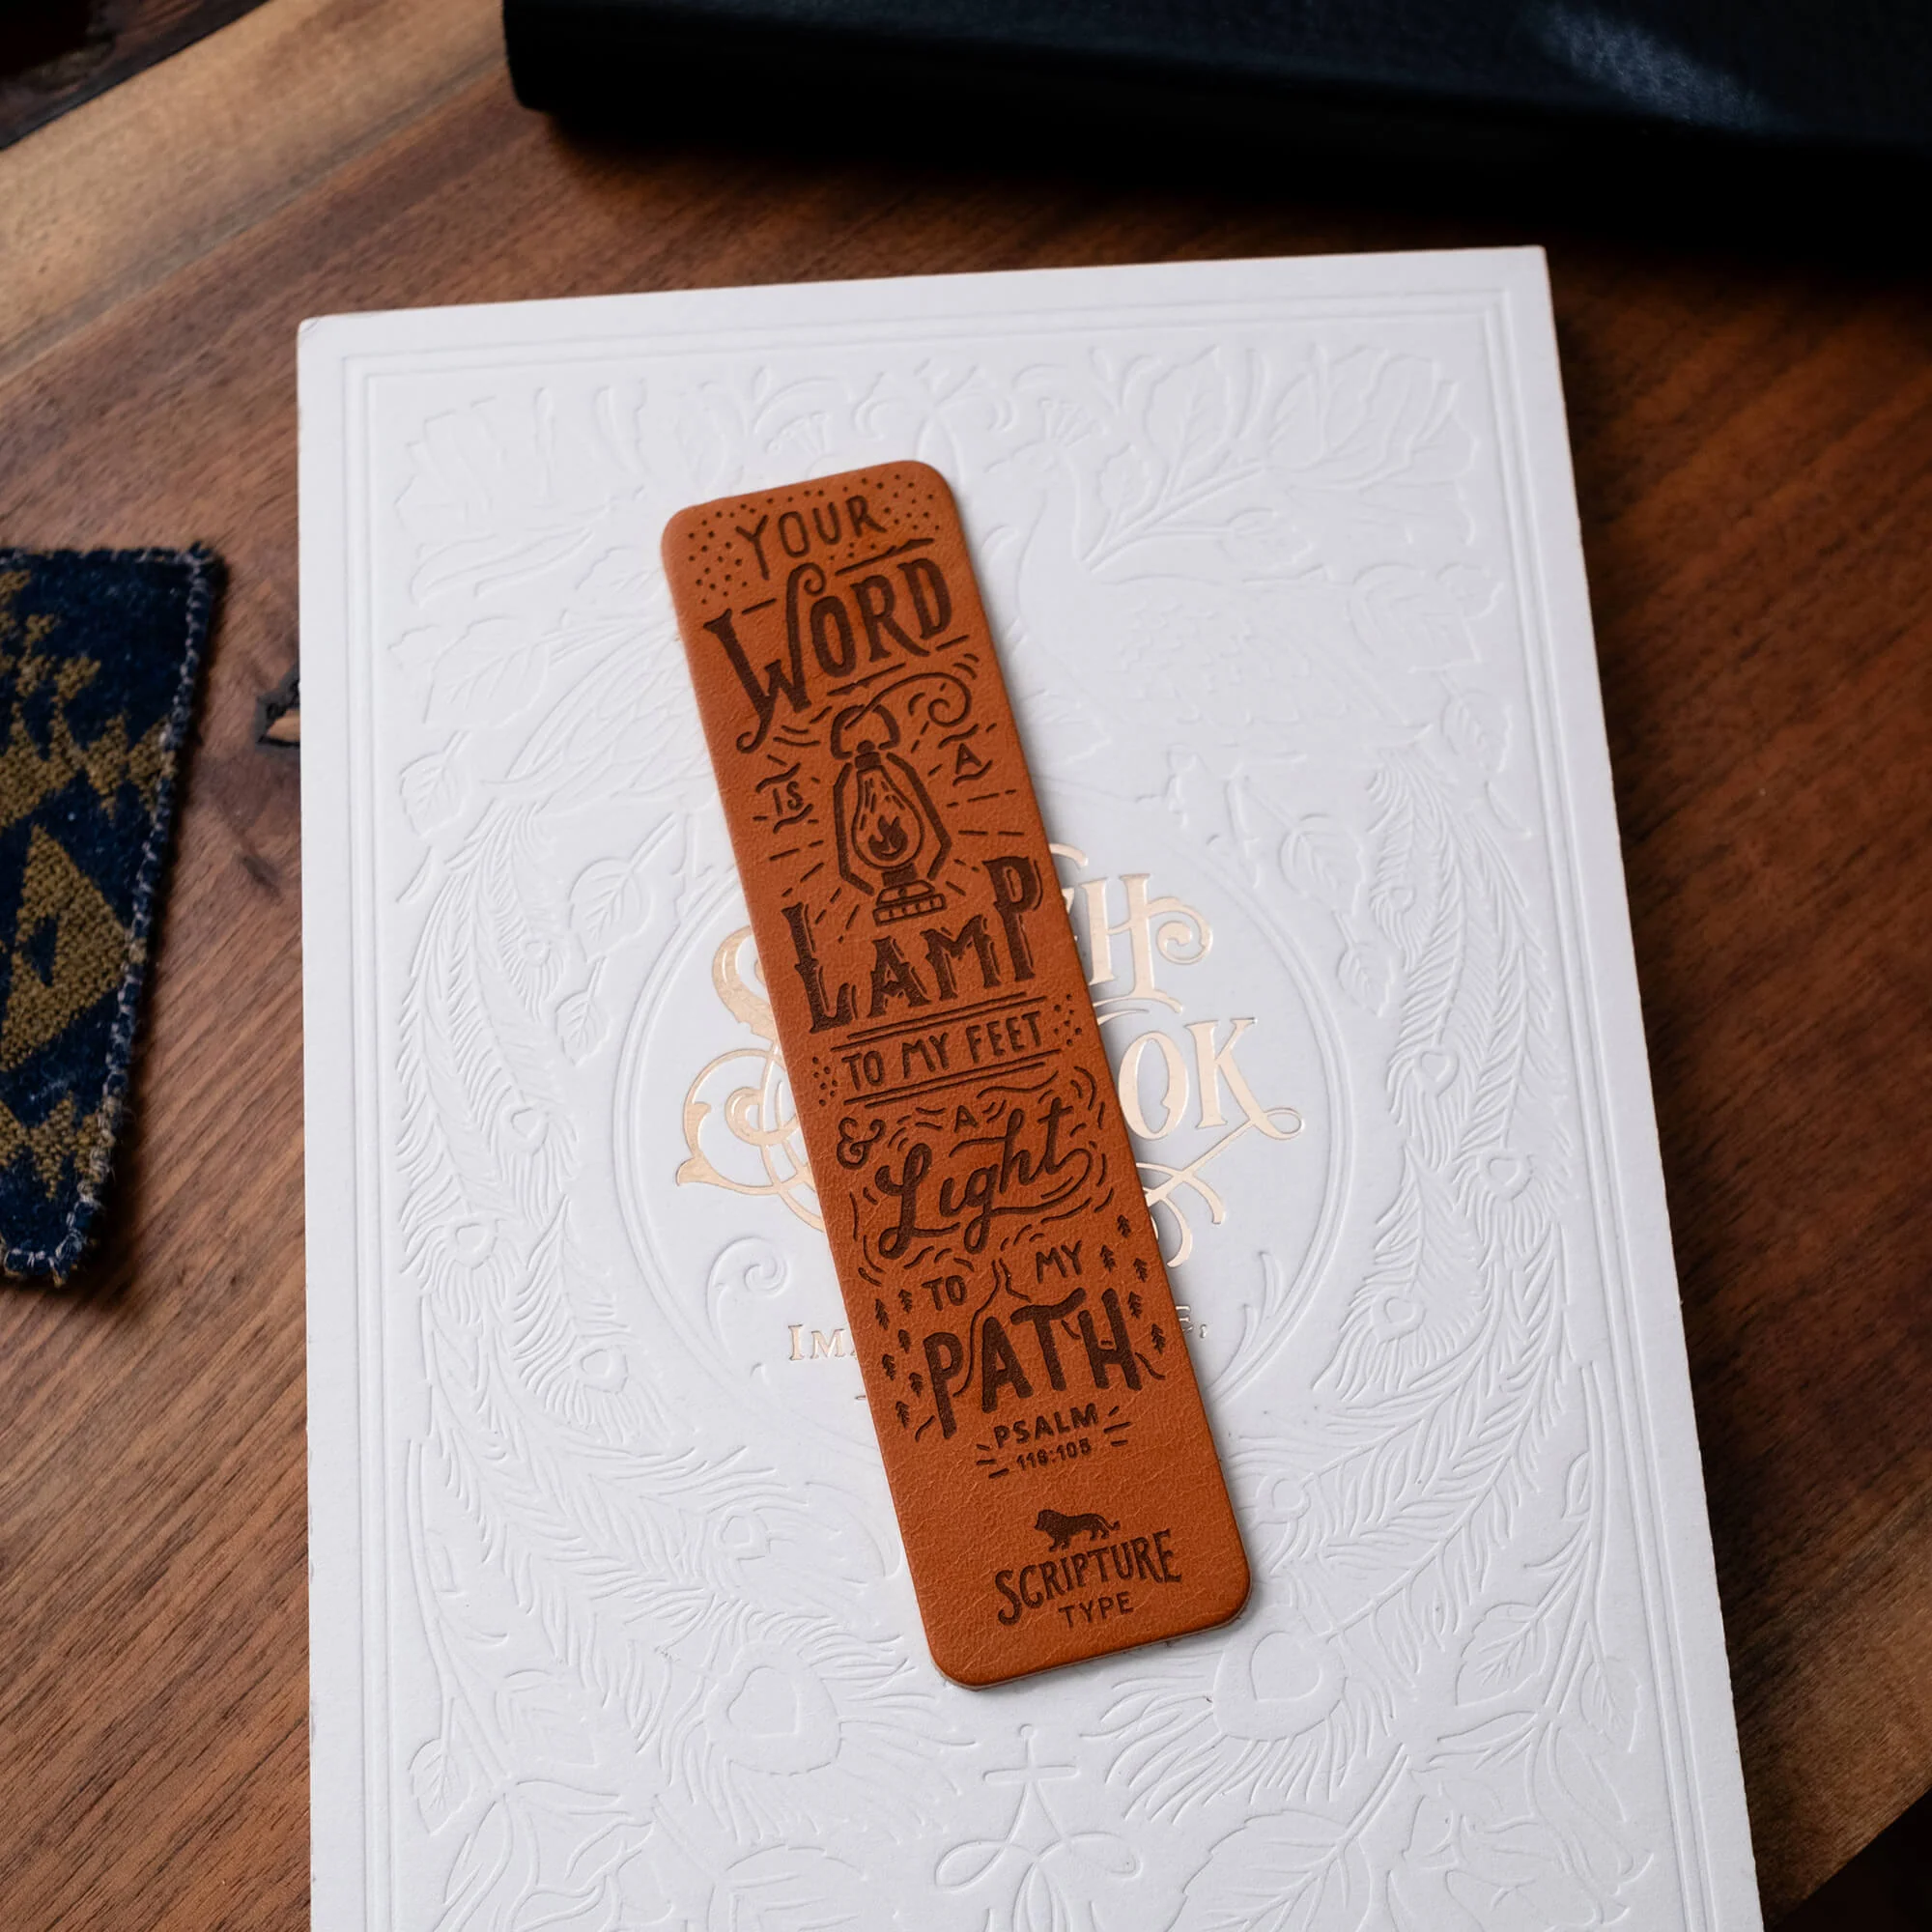 YOUR
WORD
IS A
LAMP
TO MY FEET
& A
Light
TO MY
PATH
PSALM
119:105
SCRIPTURE
TYPE